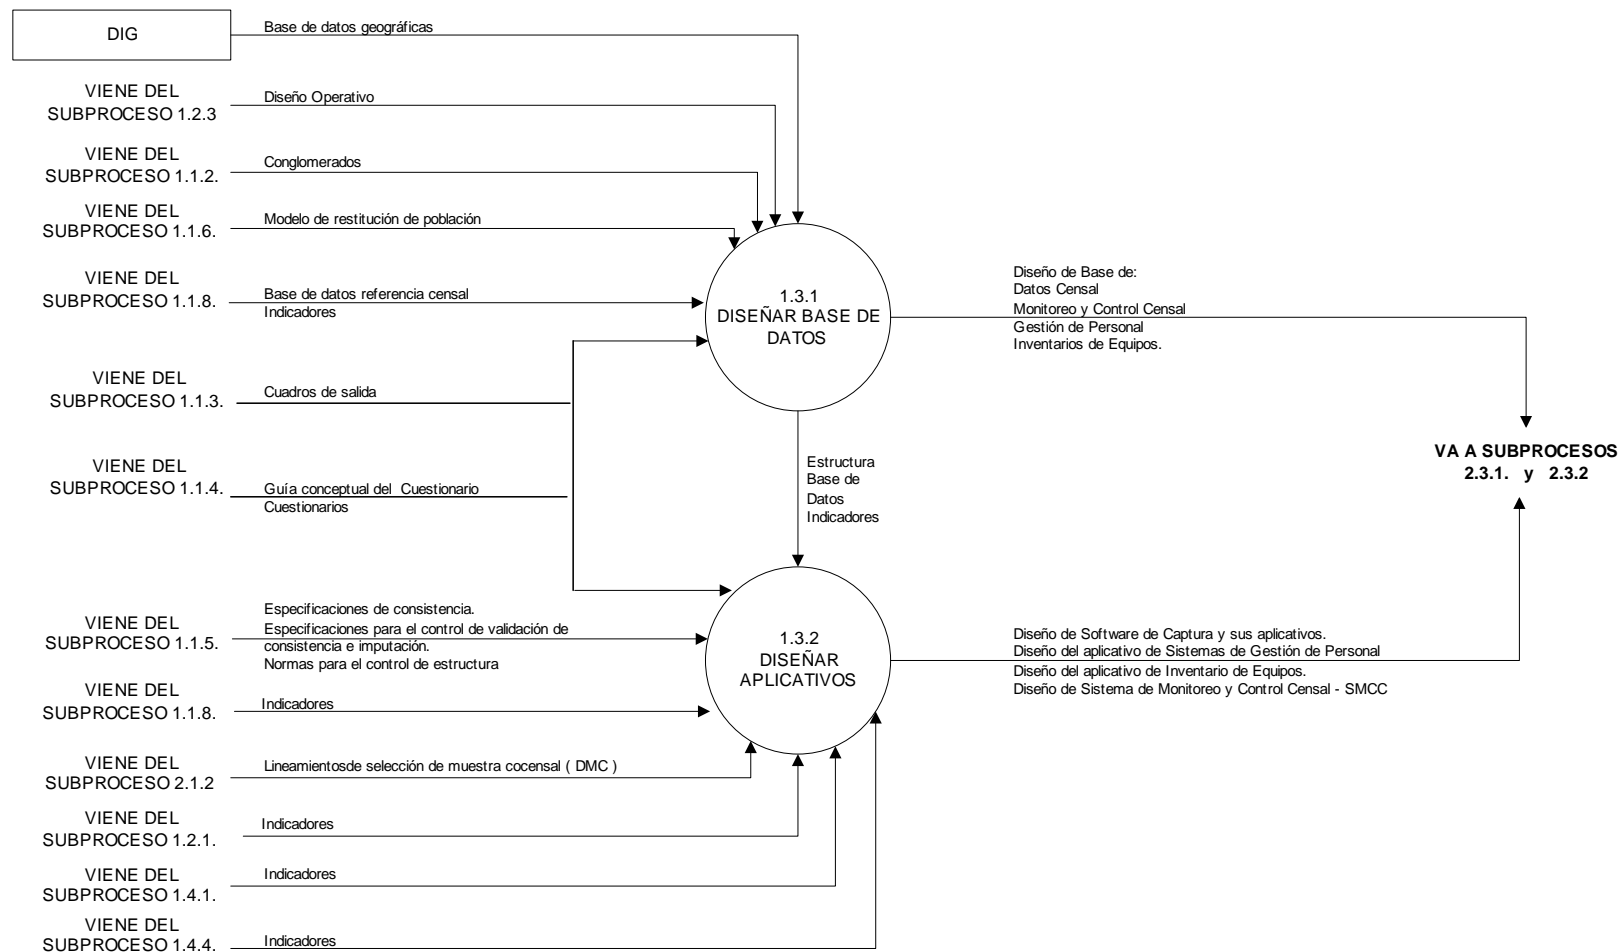 DIG
Base de datos geográficas
VIENE DEL
SUBPROCESO 1.2.3
Diseño Operativo
VIENE DEL
SUBPROCESO 1.1.2.
Conglomerados
VIENE DEL
SUBPROCESO 1.1.6.
Modelo de restitución de población
VIENE DEL
SUBPROCESO 1.1.8.
Base de datos referencia censal
Indicadores
1.3.1
DISEÑAR BASE DE
DATOS
Diseño de Base de:
Datos Censal
Monitoreo y Control Censal
Gestión de Personal
Inventarios de Equipos.
VIENE DEL
SUBPROCESO 1.1.3.
Cuadros de salida
VIENE DEL
SUBPROCESO 1.1.4.
Guía conceptual del Cuestionario
Cuestionarios
Estructura
Base de
Datos
Indicadores
VA A SUBPROCESOS
2.3.1. y 2.3.2
VIENE DEL
SUBPROCESO 1.1.5.
Especificaciones de consistencia.
Especificaciones para el control de validación de
consistencia e imputación.
Normas para el control de estructura
1.3.2
DISEÑAR
APLICATIVOS
Diseño de Software de Captura y sus aplicativos.
Diseño del aplicativo de Sistemas de Gestión de Personal
Diseño del aplicativo de Inventario de Equipos.
Diseño de Sistema de Monitoreo y Control Censal - SMCC
VIENE DEL
SUBPROCESO 1.1.8.
Indicadores
VIENE DEL
SUBPROCESO 2.1.2
Lineamientosde selección de muestra cocensal ( DMC )
VIENE DEL
SUBPROCESO 1.2.1.
Indicadores
VIENE DEL
SUBPROCESO 1.4.1.
Indicadores
VIENE DEL
SUBPROCESO 1.4.4.
Indicadores